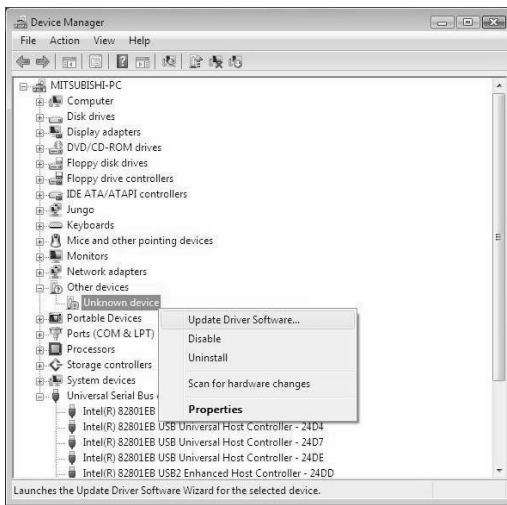 Device Manager
File Action View Help
MITSUBISHI-PC
Computer
Disk drives
Display adapters
DVD/CD-ROM drives
Floppy disk drives
Floppy drive controllers
IDE ATA/ATAPI controllers
Jungo
Keyboards
Mice and other pointing devices
Monitors
Network adapters
Other devices
Unknown device
Portable Devices
Ports (COM & LPT)
Processors
Storage controllers
System devices
Universal Serial Bus
Update Driver Software...
Disable
Uninstall
Scan for hardware changes
Properties
Intel(R) 82801EB
Intel(R) 82801EB USB Universal Host Controller - 24D4
Intel(R) 82801EB USB Universal Host Controller - 24D7
Intel(R) 82801EB USB Universal Host Controller - 24DE
Intel(R) 82801EB USB2 Enhanced Host Controller - 24DD
Launches the Update Driver Software Wizard for the selected device.